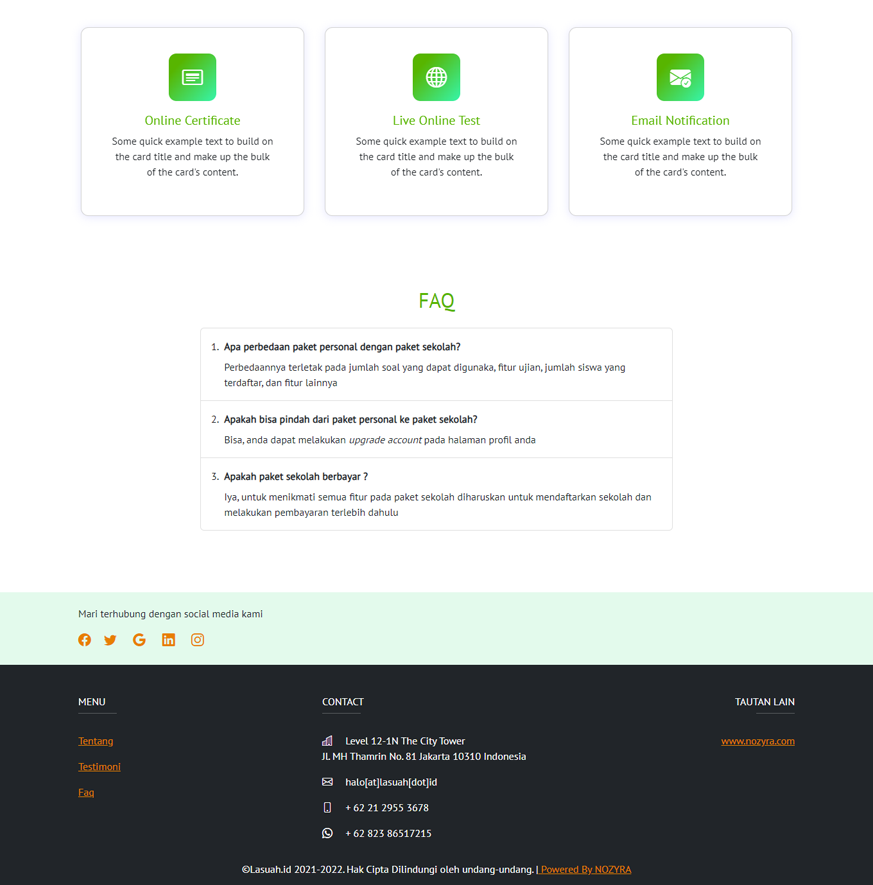 Online Certificate
Some quick example text to build on
the card title and make up the bulk
of the card's content.
Live Online Test
Some quick example text to build on
the card title and make up the bulk
of the card's content.
Email Notification
Some quick example text to build on
the card title and make up the bulk
of the card's content.
FAQ
1. Apa perbedaan paket personal dengan paket sekolah?
Perbedaannya terletak pada jumlah soal yang dapat digunaka, fitur ujian, jumlah siswa yang
terdaftar, dan fitur lainnya
2. Apakah bisa pindah dari paket personal ke paket sekolah?
Bisa, anda dapat melakukan upgrade account pada halaman profil anda
3. Apakah paket sekolah berbayar ?
Iya, untuk menikmati semua fitur pada paket sekolah diharuskan untuk mendaftarkan sekolah dan
melakukan pembayaran terlebih dahulu
Mari terhubung dengan social media kami
MENU
Tentang
Testimoni
Faq
CONTACT
Level 12-1N The City Tower
Jl. MH Thamrin No. 81 Jakarta 10310 Indonesia
halo[at]lasuah[dot]id
+ 62 21 2955 3678
+ 62 823 86517215
TAUTAN LAIN
www.nozyra.com
©Lasuah.id 2021-2022. Hak Cipta Dilindungi oleh undang-undang. | Powered By NOZYRA